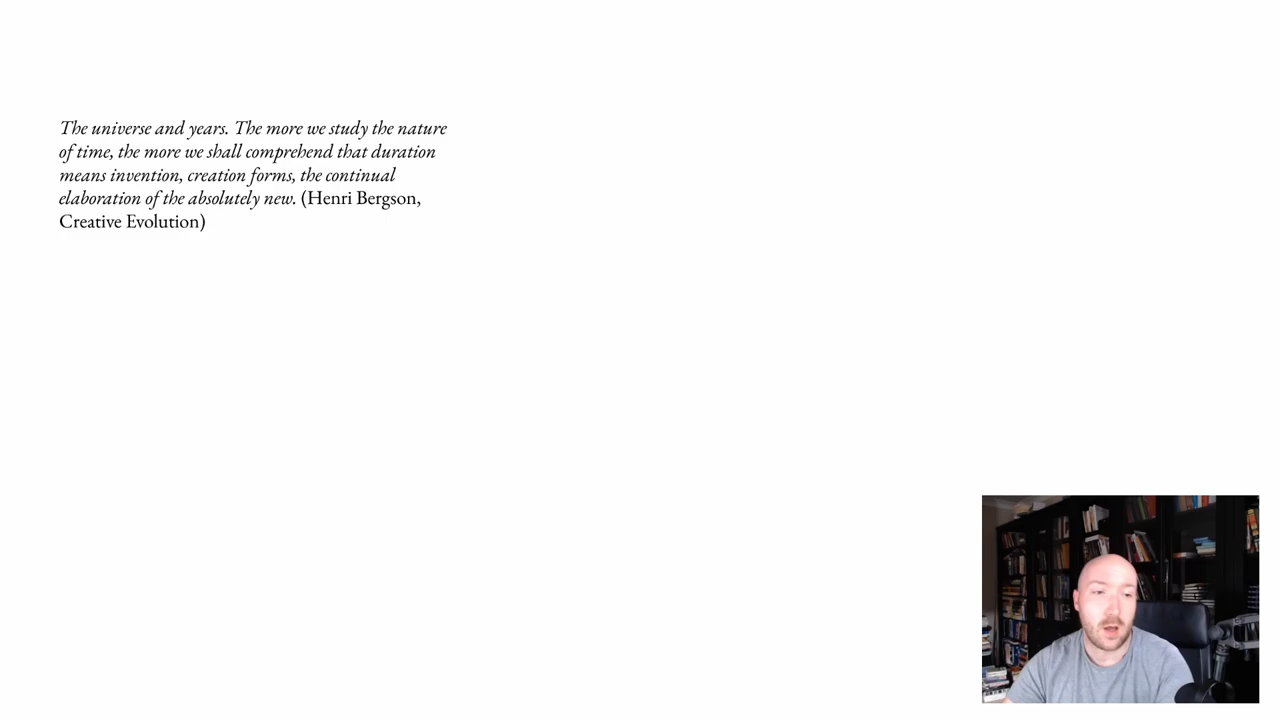 The universe and years. The more we study the nature
of time, the more we shall comprehend that duration
means invention, creation forms, the continual
elaboration of the absolutely new. (Henri Bergson,
Creative Evolution)